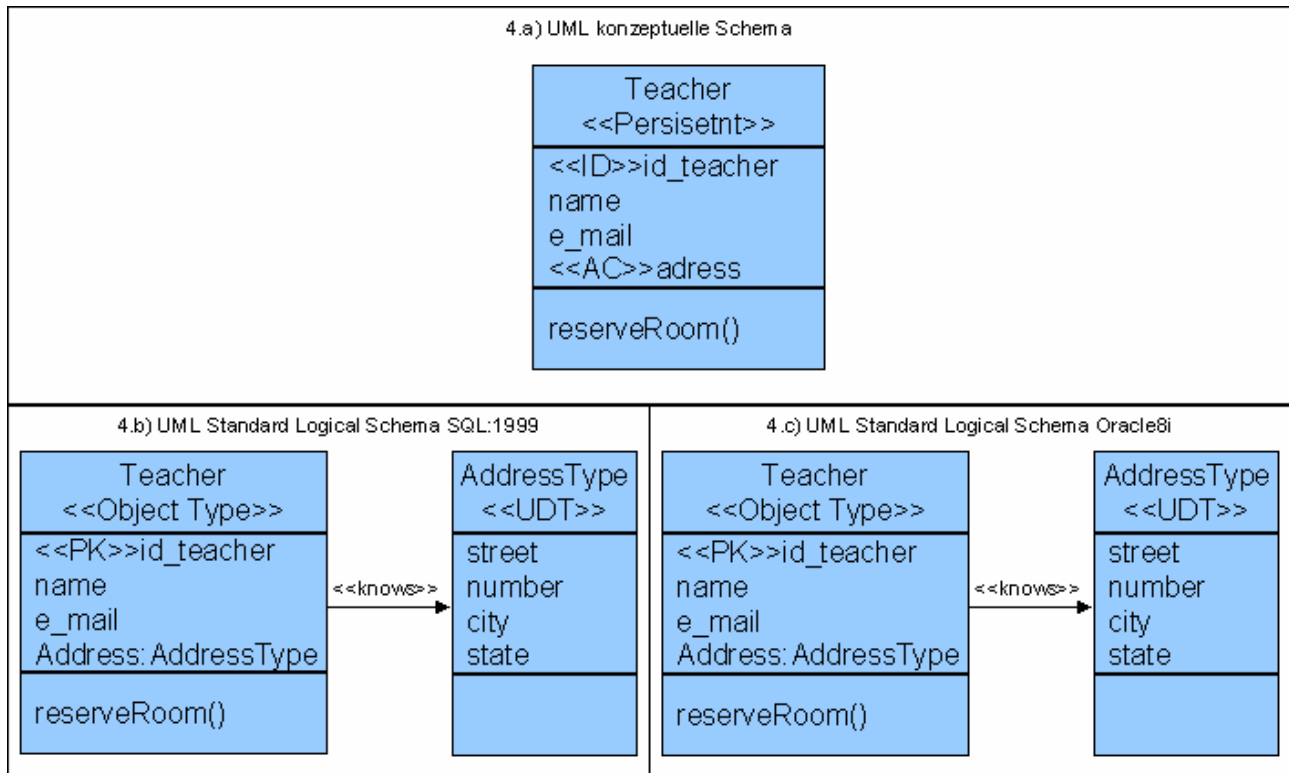 4.a) UML konzeptuelle Schema
Teacher
<<Persisetnt>>
<<ID>>id_teacher
name
e_mail
<<AC>>adress
reserveRoom()
4.b) UML Standard Logical Schema SQL:1999
Teacher
<<Object Type>>
<<PK>>id_teacher
name
e_mail
Address: AddressType
reserveRoom()
<<knows>>
AddressType
<<UDT>>
street
number
city
state
4.c) UML Standard Logical Schema Oracle8i
Teacher
<<Object Type>>
<<PK>>id_teacher
name
e_mail
Address: AddressType
reserveRoom()
<<knows>>
AddressType
<<UDT>>
street
number
city
state